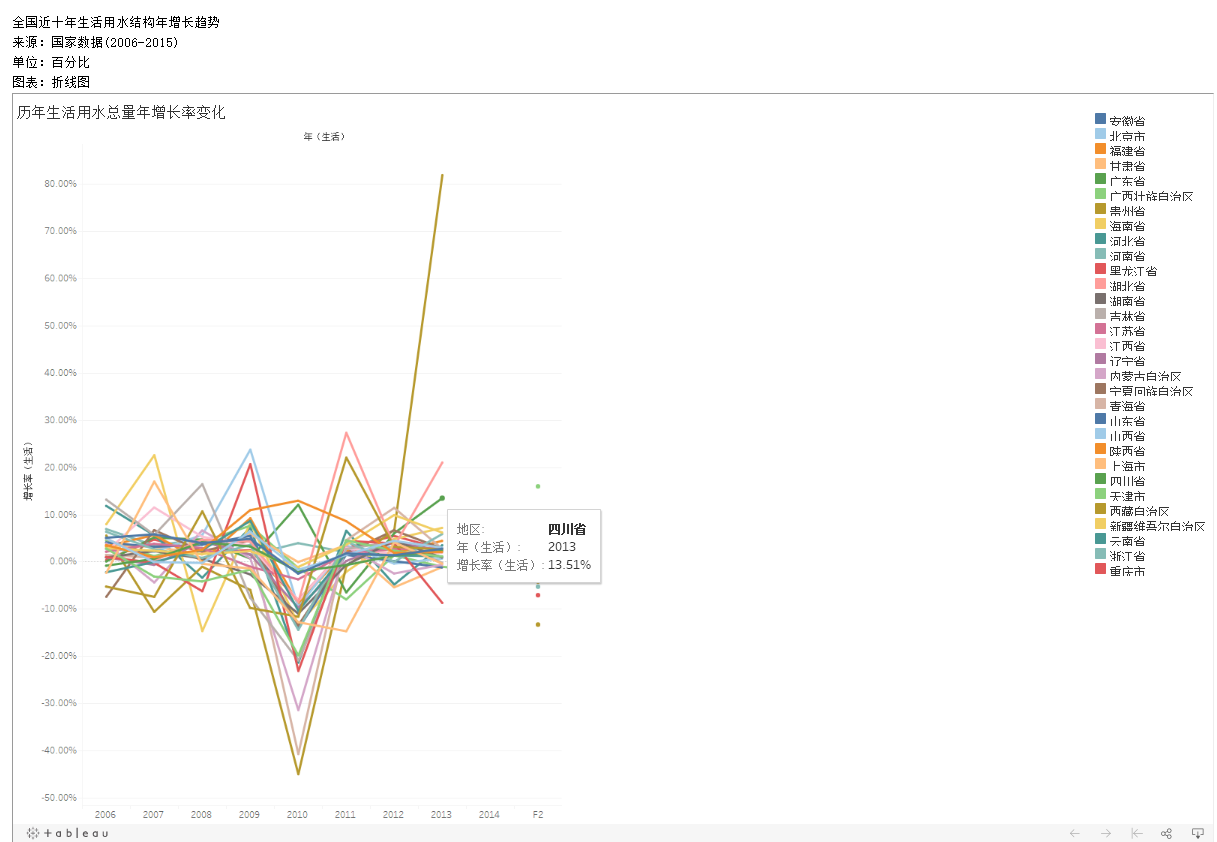 全国近十年生活用水结构年增长趋势
来源：国家数据(2006-2015)
单位：百分比
图表：折线图
历年生活用水总量年增长率变化
年（生活）
增长率（生活）
80.00%
70.00%
60.00%
50.00%
40.00%
30.00%
20.00%
10.00%
0.00%
-10.00%
-20.00%
-30.00%
-40.00%
-50.00%
2006 2007 2008 2009 2010 2011 2012 2013 2014 F2
地区: 四川省
年（生活）: 2013
增长率（生活）: 13.51%
安徽省
北京市
福建省
甘肃省
广东省
广西壮族自治区
贵州省
海南省
河北省
河南省
黑龙江省
湖北省
湖南省
吉林省
江苏省
江西省
辽宁省
内蒙古自治区
宁夏回族自治区
青海省
山东省
山西省
陕西省
上海市
四川省
天津市
西藏自治区
新疆维吾尔自治区
云南省
浙江省
重庆市
+ableau